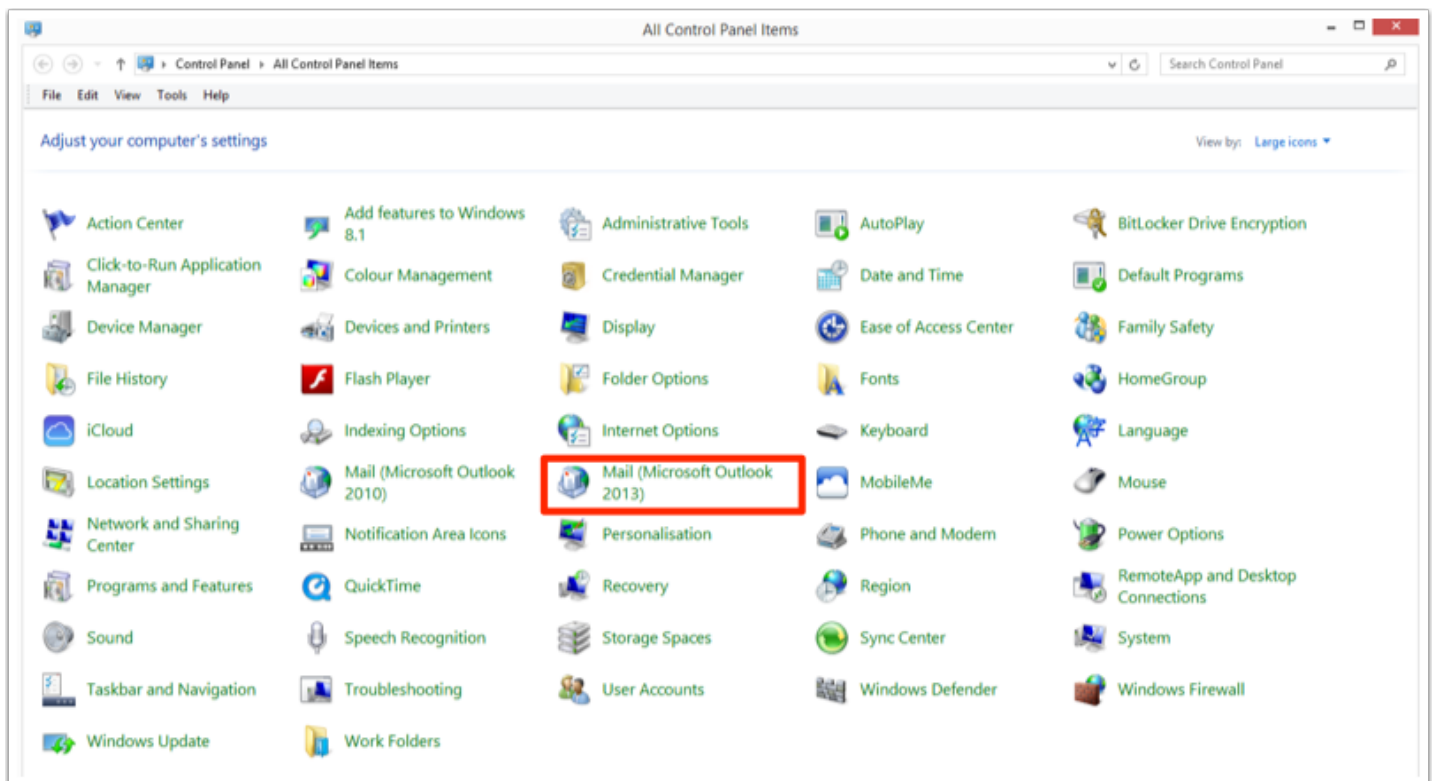 All Control Panel Items
Control Panel All Control Panel Items
Search Control Panel
File Edit View Tools Help
Adjust your computer's settings
View by: Large icons
Action Center
Add features to Windows
8.1
Administrative Tools
AutoPlay
BitLocker Drive Encryption
Click-to-Run Application
Manager
Colour Management
Credential Manager
Date and Time
Default Programs
Device Manager
Devices and Printers
Display
Ease of Access Center
Family Safety
File History
Flash Player
Folder Options
Fonts
HomeGroup
iCloud
Indexing Options
Internet Options
Keyboard
Language
Location Settings
Mail (Microsoft Outlook
2010)
Mail (Microsoft Outlook
2013)
MobileMe
Mouse
Network and Sharing
Center
Notification Area Icons
Personalisation
Phone and Modem
Power Options
Programs and Features
QuickTime
Recovery
Region
RemoteApp and Desktop
Connections
Sound
Speech Recognition
Storage Spaces
Sync Center
System
Taskbar and Navigation
Troubleshooting
User Accounts
Windows Defender
Windows Firewall
Windows Update
Work Folders